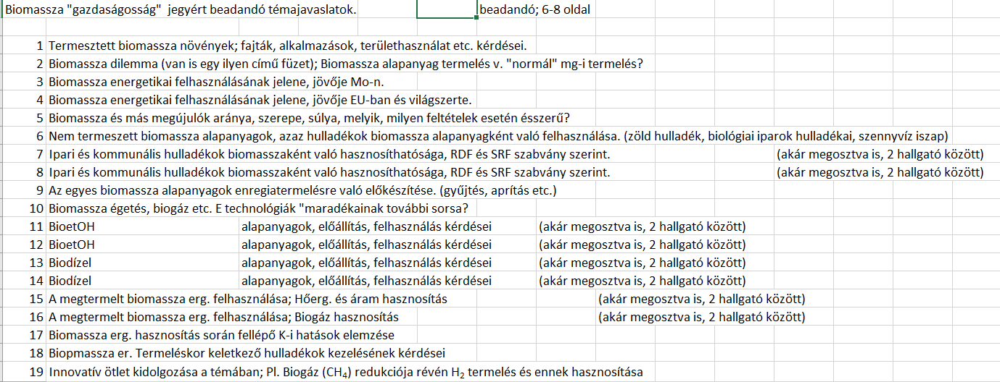 Biomassza "gazdaságosság" jegyért beadandó témajavaslatok. beadandó; 6-8 oldal
1 Termesztett biomassza növények; fajták, alkalmazások, területhasználat etc. kérdései.
2 Biomassza dilemma (van is egy ilyen című füzet); Biomassza alapanyag termelés v. "normál" mg-i termelés?
3 Biomassza energetikai felhasználásának jelene, jövője Mo-n.
4 Biomassza energetikai felhasználásának jelene, jövője EU-ban és világszerte.
5 Biomassza és más megújulók aránya, szerepe, súlya, melyik, milyen feltételek esetén ésszerű?
6 Nem termeszett biomassza alapanyagok, azaz hulladékok biomassza alapanyagként való felhasználása. (zöld hulladék, biológiai iparok hulladékai, szennyvíz iszap)
7 Ipari és kommunális hulladékok biomasszaként való hasznosíthatósága, RDF és SRF szabvány szerint. (akár megosztva is, 2 hallgató között)
8 Ipari és kommunális hulladékok biomasszaként való hasznosíthatósága, RDF és SRF szabvány szerint. (akár megosztva is, 2 hallgató között)
9 Az egyes biomassza alapanyagok enregiatermelésre való előkészítése. (gyűjtés, aprítás etc.)
10 Biomassza égetés, biogáz etc. E technológiák "maradékainak további sorsa?
11 BioetOH alapanyagok, előállítás, felhasználás kérdései (akár megosztva is, 2 hallgató között)
12 BioetOH alapanyagok, előállítás, felhasználás kérdései (akár megosztva is, 2 hallgató között)
13 Biodízel alapanyagok, előállítás, felhasználás kérdései (akár megosztva is, 2 hallgató között)
14 Biodízel alapanyagok, előállítás, felhasználás kérdései (akár megosztva is, 2 hallgató között)
15 A megtermelt biomassza erg. felhasználása; Hőerg. és áram hasznosítás (akár megosztva is, 2 hallgató között)
16 A megtermelt biomassza erg. felhasználása; Biogáz hasznosítás (akár megosztva is, 2 hallgató között)
17 Biomassza erg. hasznosítás során fellépő K-i hatások elemzése
18 Biopmassza er. Termeléskor keletkező hulladékok kezelésének kérdései
19 Innovatív ötlet kidolgozása a témában; Pl. Biogáz (CH₄) redukciója révén H₂ termelés és ennek hasznosítása